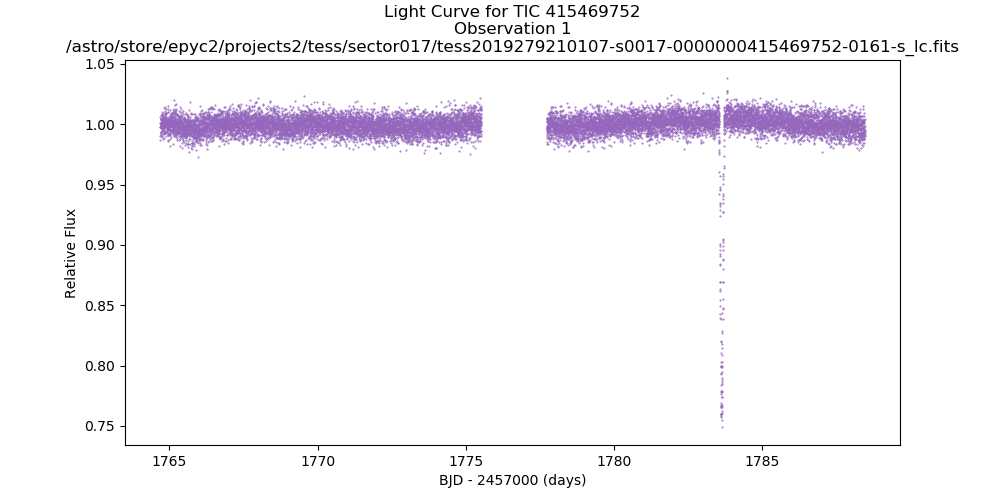 Light Curve for TIC 415469752
Observation 1
/astro/store/epyc2/projects2/tess/sector017/tess2019279210107-s0017-0000000415469752-0161-s_lc.fits
1.05
1.00
0.95
0.90
0.85
0.80
0.75
Relative Flux
1765 1770 1775 1780 1785
BJD - 2457000 (days)